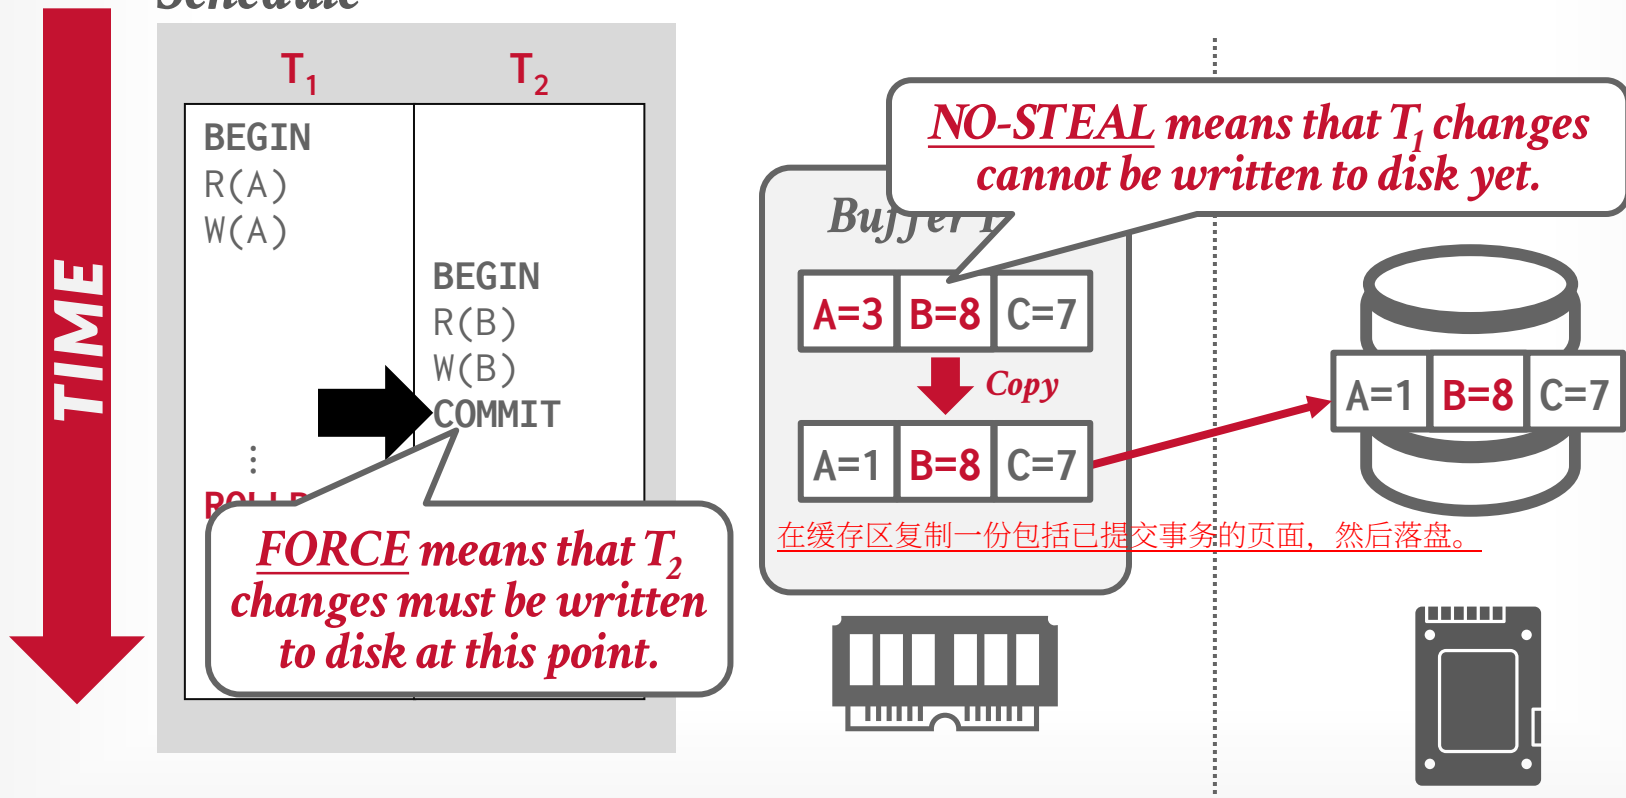 Schedule
TIME
T1
T2
BEGIN
R(A)
W(A)
BEGIN
R(B)
W(B)
COMMIT
⋮
FORCE means that T2
changes must be written
to disk at this point.
NO-STEAL means that T1 changes
cannot be written to disk yet.
Buffer
A=3 B=8 C=7
Copy
A=1 B=8 C=7
在缓存区复制一份包括已提交事务的页面，然后落盘。
A=1 B=8 C=7